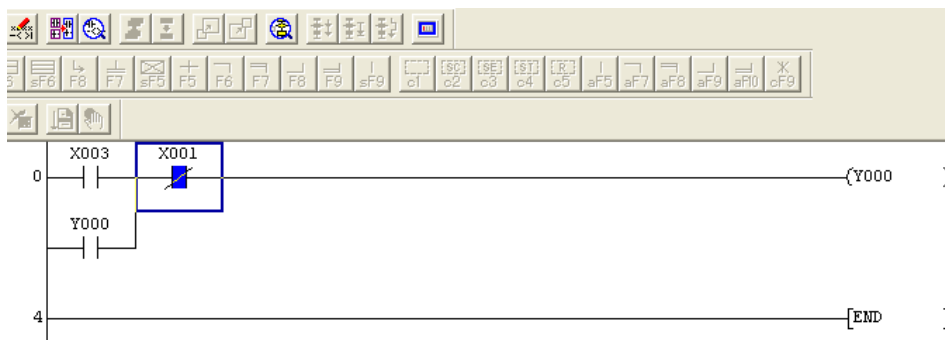 sF6 F8 F7 sF5 F5 F6 F7 F8 F9 sF9 c1 c2 c3 c4 c5 aF5 aF7 aF8 aF9 aF10 cF9
X003 X001
0 (Y000 )
Y000
4 [END ]